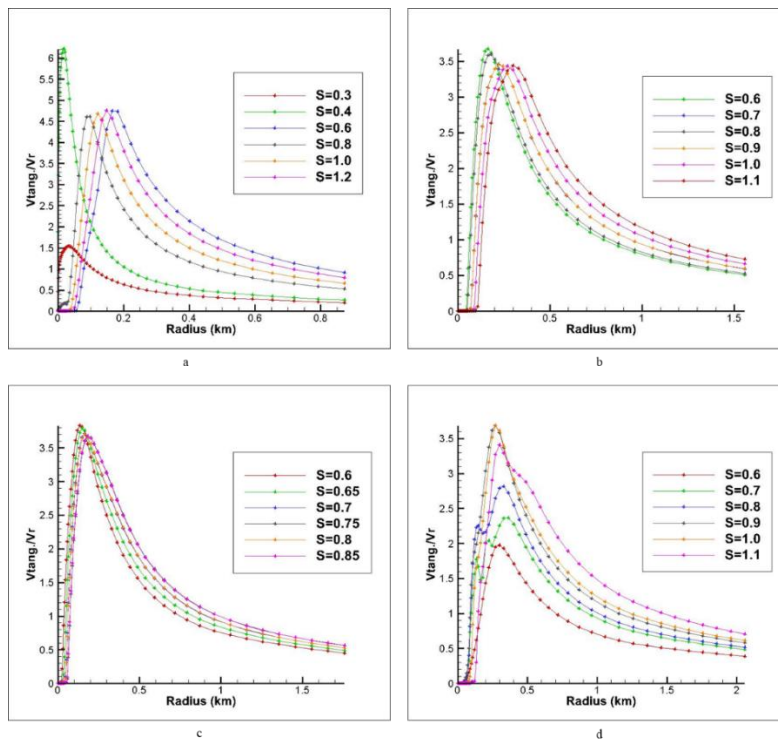 6
5.5
5
4.5
4
3.5
3
2.5
2
1.5
1
0.5
0
Vtang./Vr
0 0.2 0.4 0.6 0.8
Radius (km)
S=0.3
S=0.4
S=0.6
S=0.8
S=1.0
S=1.2
a
3.5
3
2.5
2
1.5
1
0.5
0
Vtang./Vr
0 0.5 1 1.5
Radius (km)
S=0.6
S=0.7
S=0.8
S=0.9
S=1.0
S=1.1
b
3.5
3
2.5
2
1.5
1
0.5
0
Vtang./Vr
0 0.5 1 1.5
Radius (km)
S=0.6
S=0.65
S=0.7
S=0.75
S=0.8
S=0.85
c
4
3.5
3
2.5
2
1.5
1
0.5
0
Vtang./Vr
0 0.5 1 1.5 2
Radius (km)
S=0.6
S=0.7
S=0.8
S=0.9
S=1.0
S=1.1
d